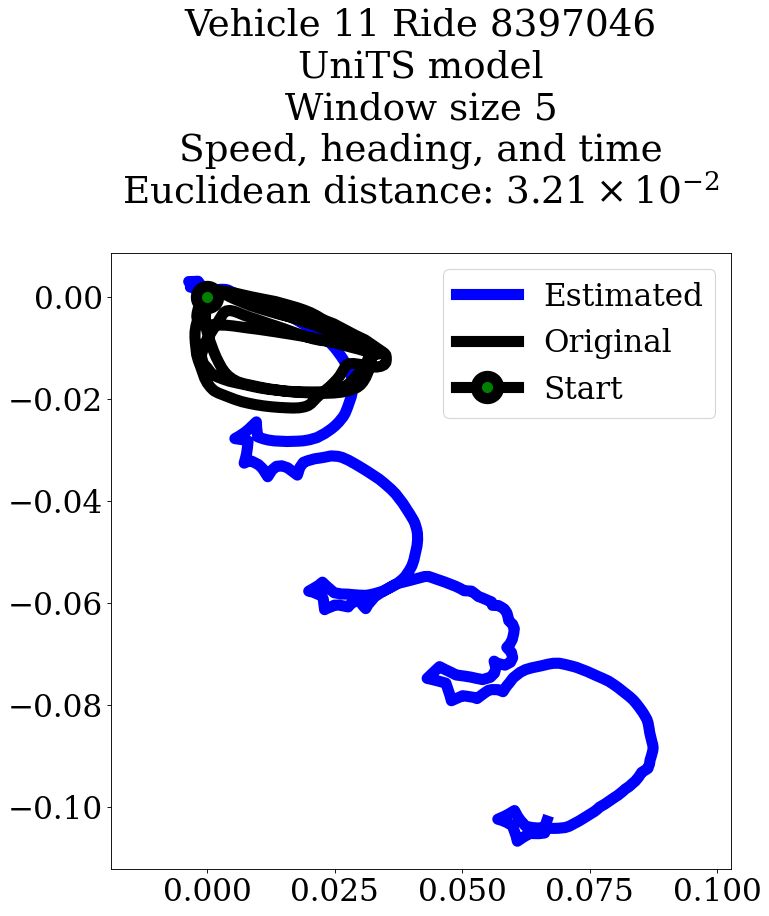 Vehicle 11 Ride 8397046
UniTS model
Window size 5
Speed, heading, and time
Euclidean distance: 3.21 × 10⁻²
Estimated
Original
Start
0.00
−0.02
−0.04
−0.06
−0.08
−0.10
0.000 0.025 0.050 0.075 0.100